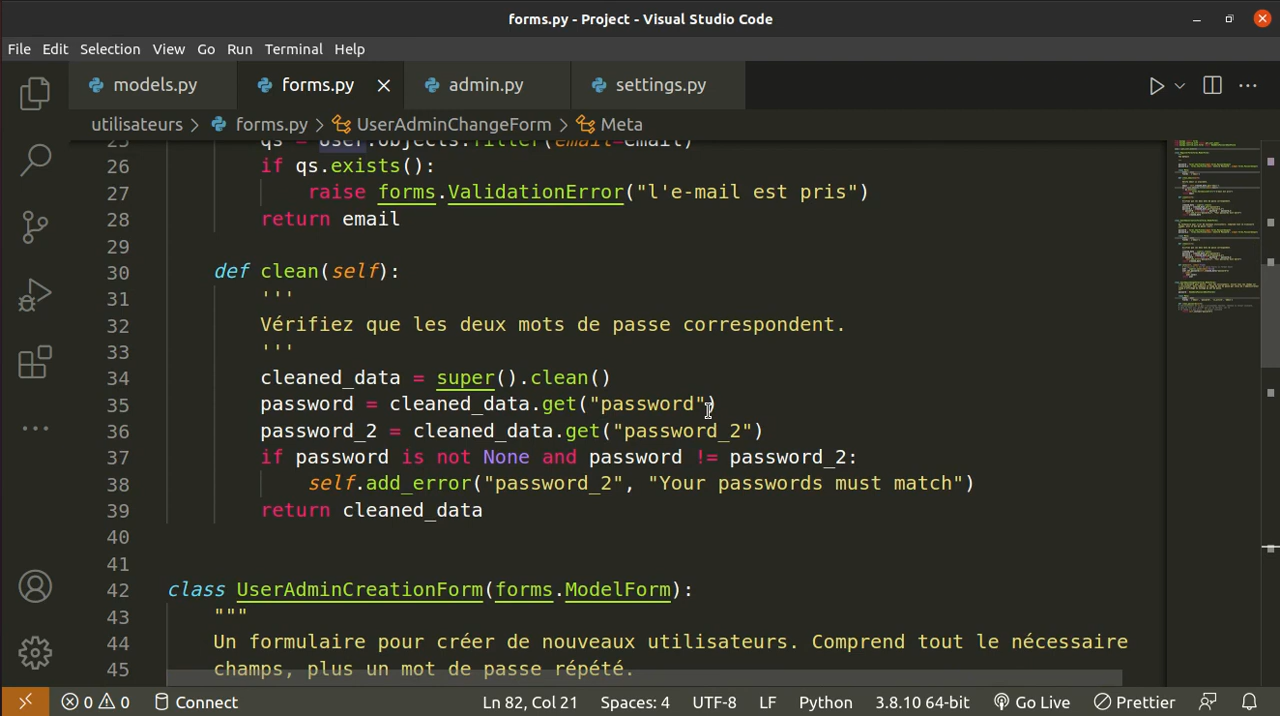 forms.py - Project - Visual Studio Code
File Edit Selection View Go Run Terminal Help
models.py forms.py admin.py settings.py
utilisateurs > forms.py > UserAdminChangeForm > Meta
25 qs = User.objects.filter(email=email)
26 if qs.exists():
27 raise forms.ValidationError("l'e-mail est pris")
28 return email
29
30 def clean(self):
31 '''
32 Vérifiez que les deux mots de passe correspondent.
33 '''
34 cleaned_data = super().clean()
35 password = cleaned_data.get("password")
36 password_2 = cleaned_data.get("password_2")
37 if password is not None and password != password_2:
38 self.add_error("password_2", "Your passwords must match")
39 return cleaned_data
40
41
42 class UserAdminCreationForm(forms.ModelForm):
43 """
44 Un formulaire pour créer de nouveaux utilisateurs. Comprend tout le nécessaire
45 champs, plus un mot de passe répété.
0 0 Connect Ln 82, Col 21 Spaces: 4 UTF-8 LF Python 3.8.10 64-bit Go Live Prettier